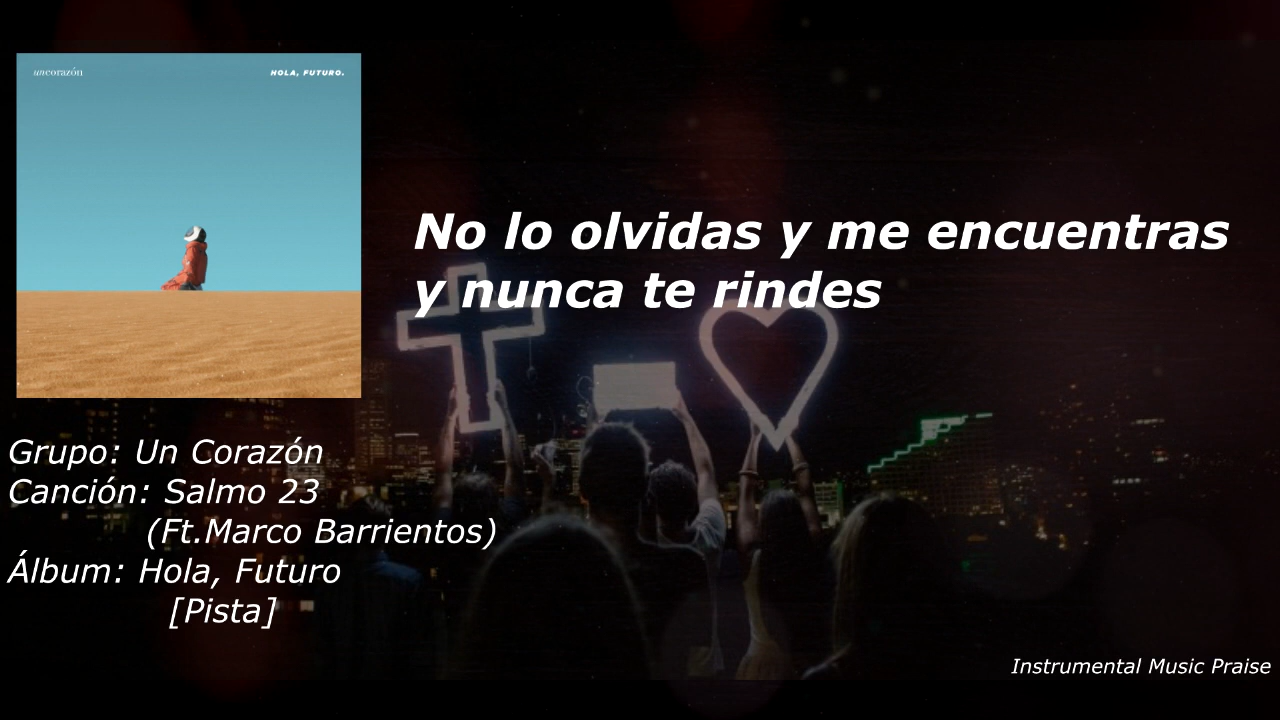 uncorazón
HOLA, FUTURO.
No lo olvidas y me encuentras
y nunca te rindes
Grupo: Un Corazón
Canción: Salmo 23
(Ft.Marco Barrientos)
Álbum: Hola, Futuro
[Pista]
Instrumental Music Praise